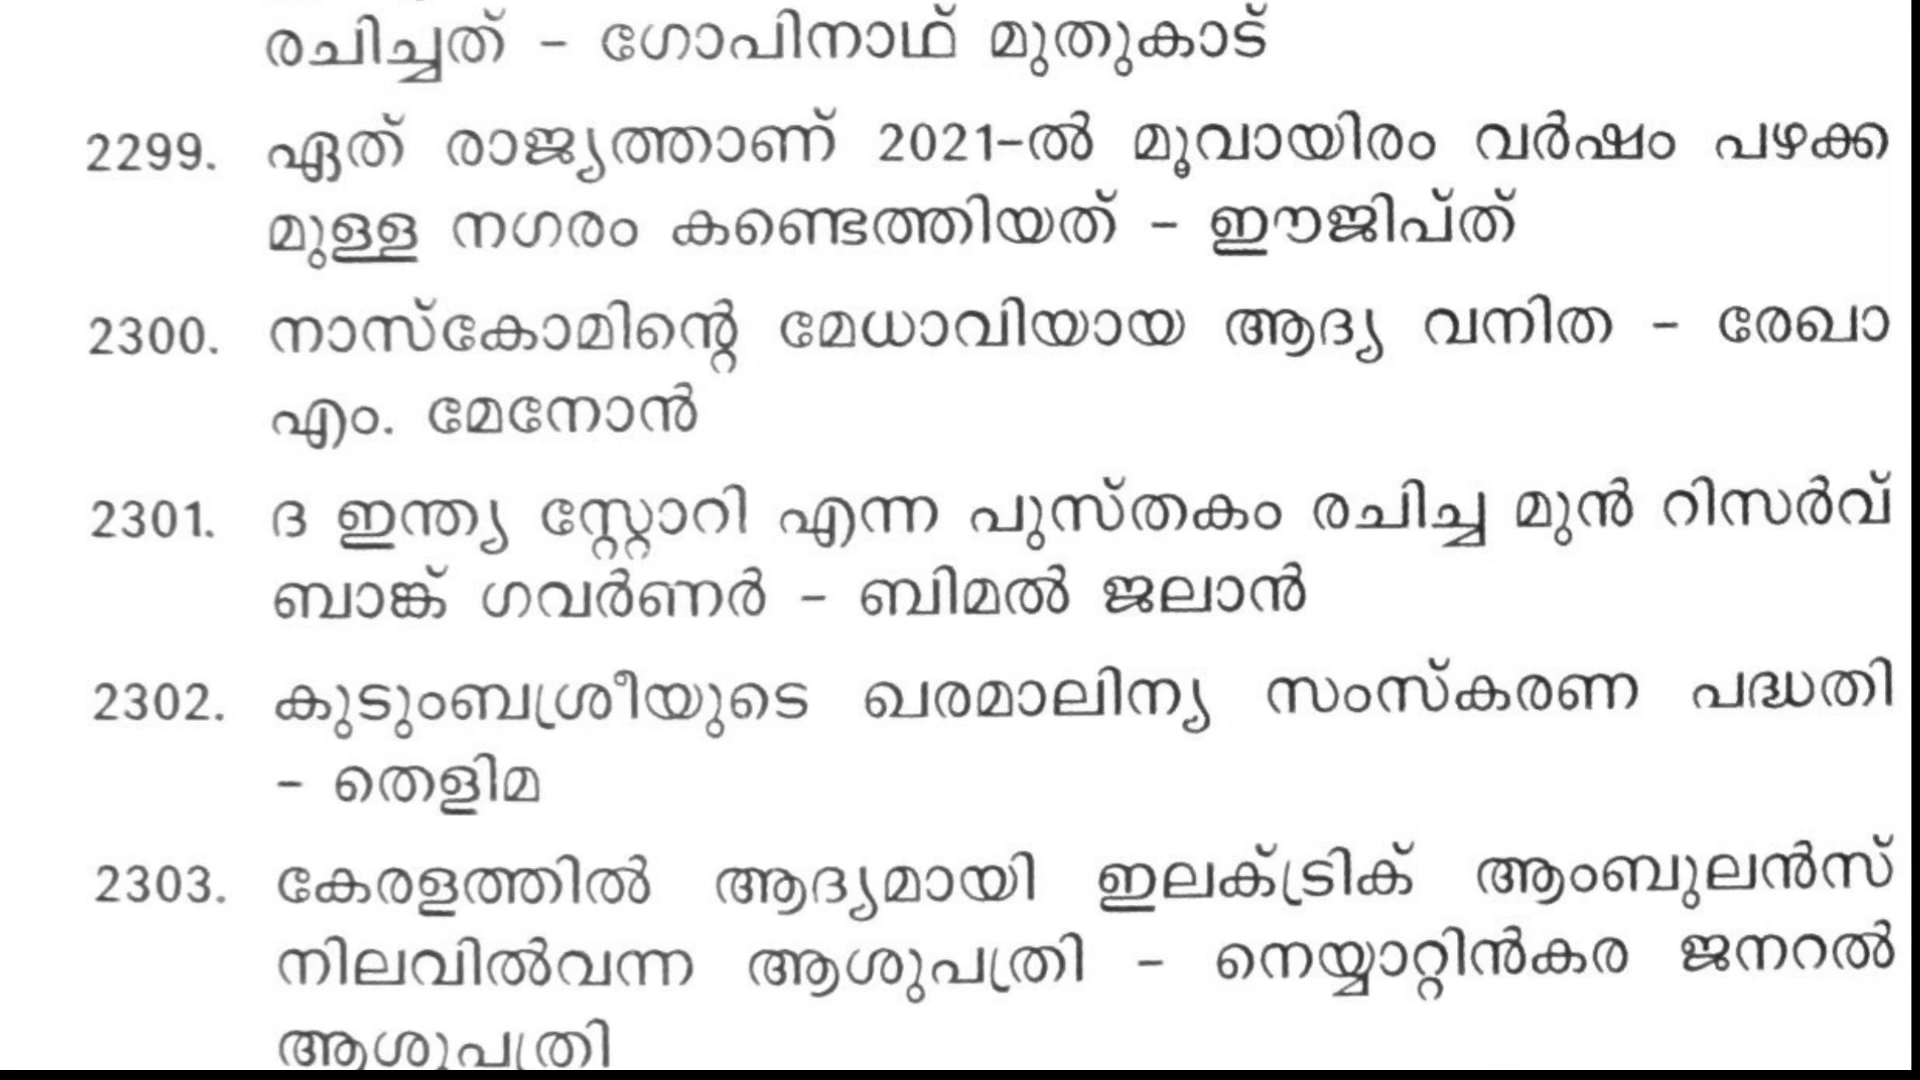 രചിച്ചത് - ഗോപിനാഥ് മുതുകാട്
2299. ഏത് രാജ്യത്താണ് 2021-ൽ മൂവായിരം വർഷം പഴക്ക
മുള്ള നഗരം കണ്ടെത്തിയത് - ഈജിപ്ത്
2300. നാസ്കോമിന്റെ മേധാവിയായ ആദ്യ വനിത - രേഖാ
എം. മേനോൻ
2301. ദ ഇന്ത്യ സ്റ്റോറി എന്ന പുസ്തകം രചിച്ച മുൻ റിസർവ്
ബാങ്ക് ഗവർണർ - ബിമൽ ജലാൻ
2302. കുടുംബശ്രീയുടെ ഖരമാലിന്യ സംസ്കരണ പദ്ധതി
- തെളിമ
2303. കേരളത്തിൽ ആദ്യമായി ഇലക്ട്രിക് ആംബുലൻസ്
നിലവിൽവന്ന ആശുപത്രി - നെയ്യാറ്റിൻകര ജനറൽ
ആശുപത്രി